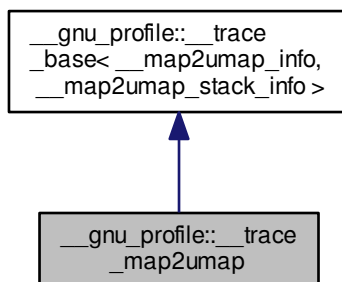 __gnu_profile::__trace
_base< __map2umap_info,
__map2umap_stack_info >
__gnu_profile::__trace
_map2umap